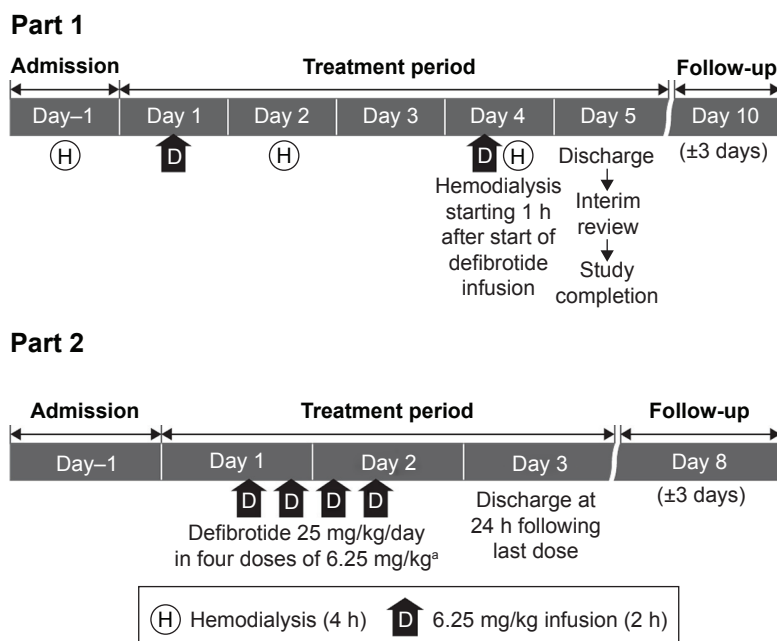 Part 1
Admission Treatment period Follow-up
Day–1 Day 1 Day 2 Day 3 Day 4 Day 5 Day 10
H D H D H Discharge (±3 days)
Hemodialysis
starting 1 h
after start of
defibrotide
infusion
Interim
review
Study
completion
Part 2
Admission Treatment period Follow-up
Day–1 Day 1 Day 2 Day 3 Day 8
D D D D
Defibrotide 25 mg/kg/day
in four doses of 6.25 mg/kgª
Discharge at
24 h following
last dose
(±3 days)
H Hemodialysis (4 h) D 6.25 mg/kg infusion (2 h)